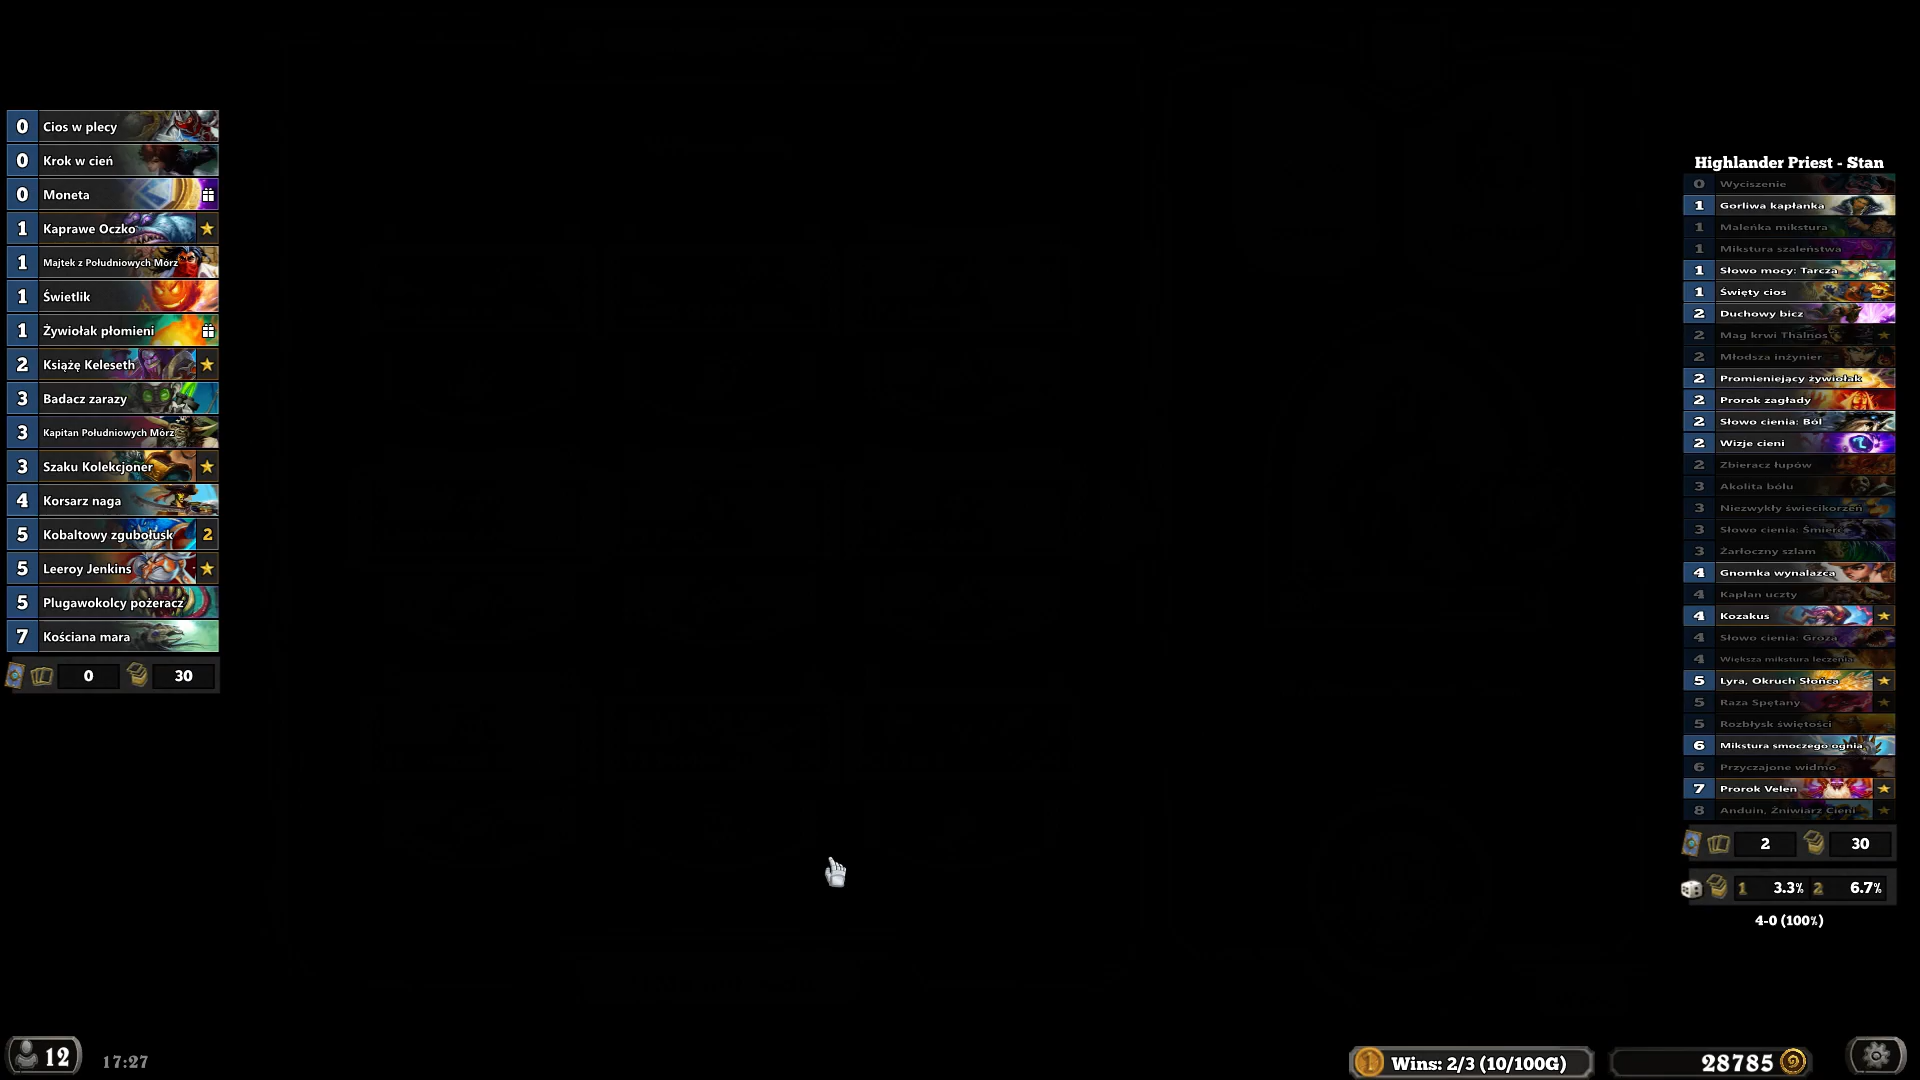 0 Cios w plecy
0 Krok w cień
0 Moneta
1 Kaprawe Oczko
1 Majtek z Południowych Mórz
1 Świetlik
1 Żywiołak płomieni
2 Książę Keleseth
3 Badacz zarazy
3 Kapitan Południowych Mórz
3 Szaku Kolekcjoner
4 Korsarz naga
5 Kobaltowy zgubołusk 2
5 Leeroy Jenkins
5 Plugawokolcy pożeracz
7 Kościana mara
0 30
Highlander Priest - Stan
0 Wyciszenie
1 Gorliwa kapłanka
1 Maleńka mikstura
1 Mikstura szaleństwa
1 Słowo mocy: Tarcza
1 Święty cios
2 Duchowy bicz
2 Mag krwi Thalnos
2 Młodsza inżynier
2 Promieniejący żywiołak
2 Prorok zagłady
2 Słowo cienia: Ból
2 Wizje cieni
2 Zbieracz łupów
3 Akolita bólu
3 Niezwykły świecikorzeń
3 Słowo cienia: Śmierć
3 Żarłoczny szlam
4 Gnomka wynalazca
4 Kapłan uczty
4 Kozakus
4 Słowo cienia: Groza
4 Większa mikstura leczenia
5 Lyra, Okruch Słońca
5 Raza Spętany
5 Rozbłysk świętości
6 Mikstura smoczego ognia
6 Przyczajone widmo
7 Prorok Velen
8 Anduin, Żniwiarz Cieni
2 30
1 3.3% 2 6.7%
4-0 (100%)
12 17:27
1 Wins: 2/3 (10/100G) 28785